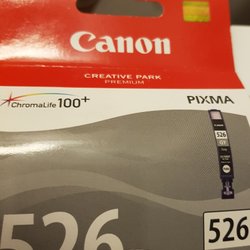 Canon
CREATIVE PARK
PREMIUM
ChromaLife100+
PIXMA
526
GY
526
526